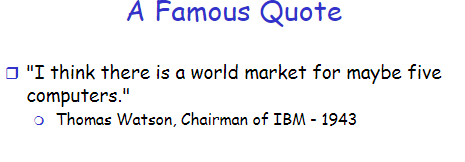 A Famous Quote
"I think there is a world market for maybe five
computers."
Thomas Watson, Chairman of IBM - 1943